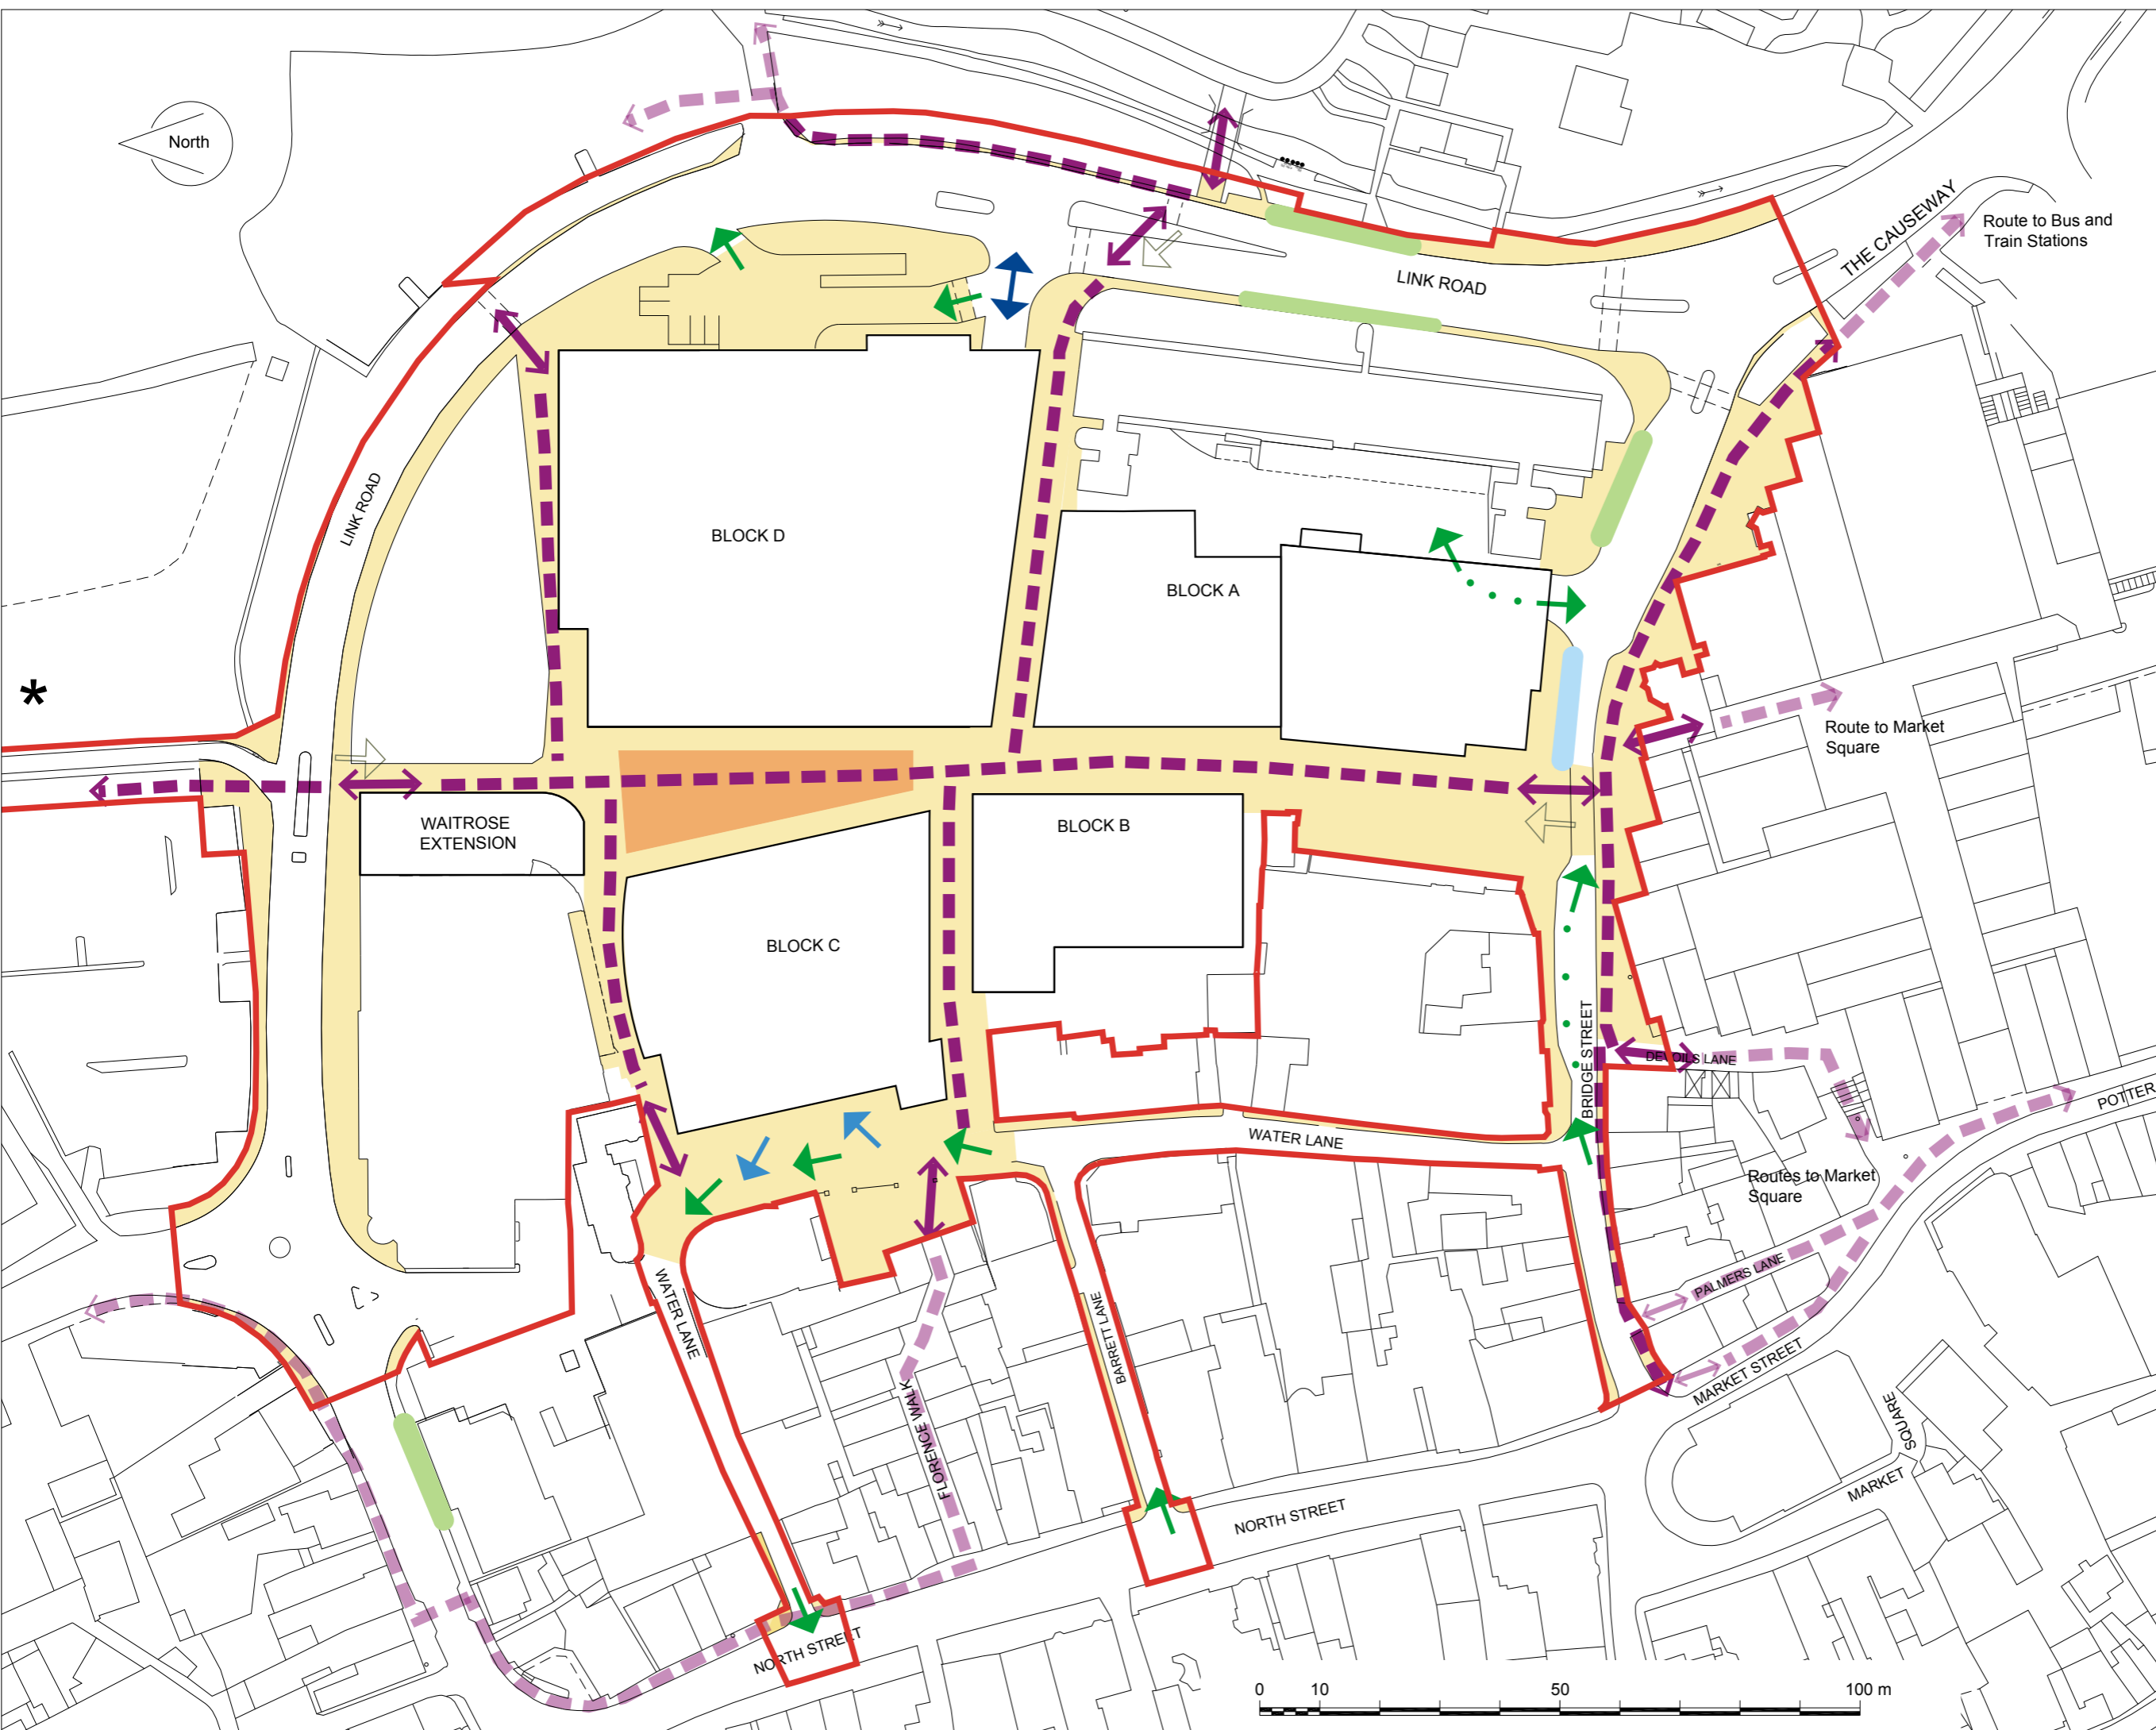 North
THE CAUSEWAY
Route to Bus and
Train Stations
LINK ROAD
LINK ROAD
BLOCK D
BLOCK A
*
Route to Market
Square
WAITROSE
EXTENSION
BLOCK B
BLOCK C
BRIDGE STREET
DEVOILS LANE
POTTER
WATER LANE
Routes to Market
Square
PALMERS LANE
WATER LANE
BARRETT LANE
MARKET STREET
FLORENCE WALK
MARKET
SQUARE
NORTH STREET
NORTH STREET
0 10 50 100 m